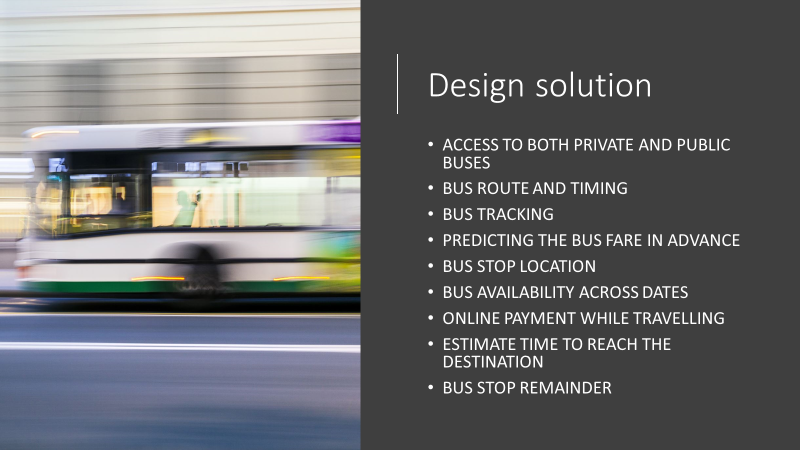 Design solution
• ACCESS TO BOTH PRIVATE AND PUBLIC
BUSES
• BUS ROUTE AND TIMING
• BUS TRACKING
• PREDICTING THE BUS FARE IN ADVANCE
• BUS STOP LOCATION
• BUS AVAILABILITY ACROSS DATES
• ONLINE PAYMENT WHILE TRAVELLING
• ESTIMATE TIME TO REACH THE
DESTINATION
• BUS STOP REMAINDER